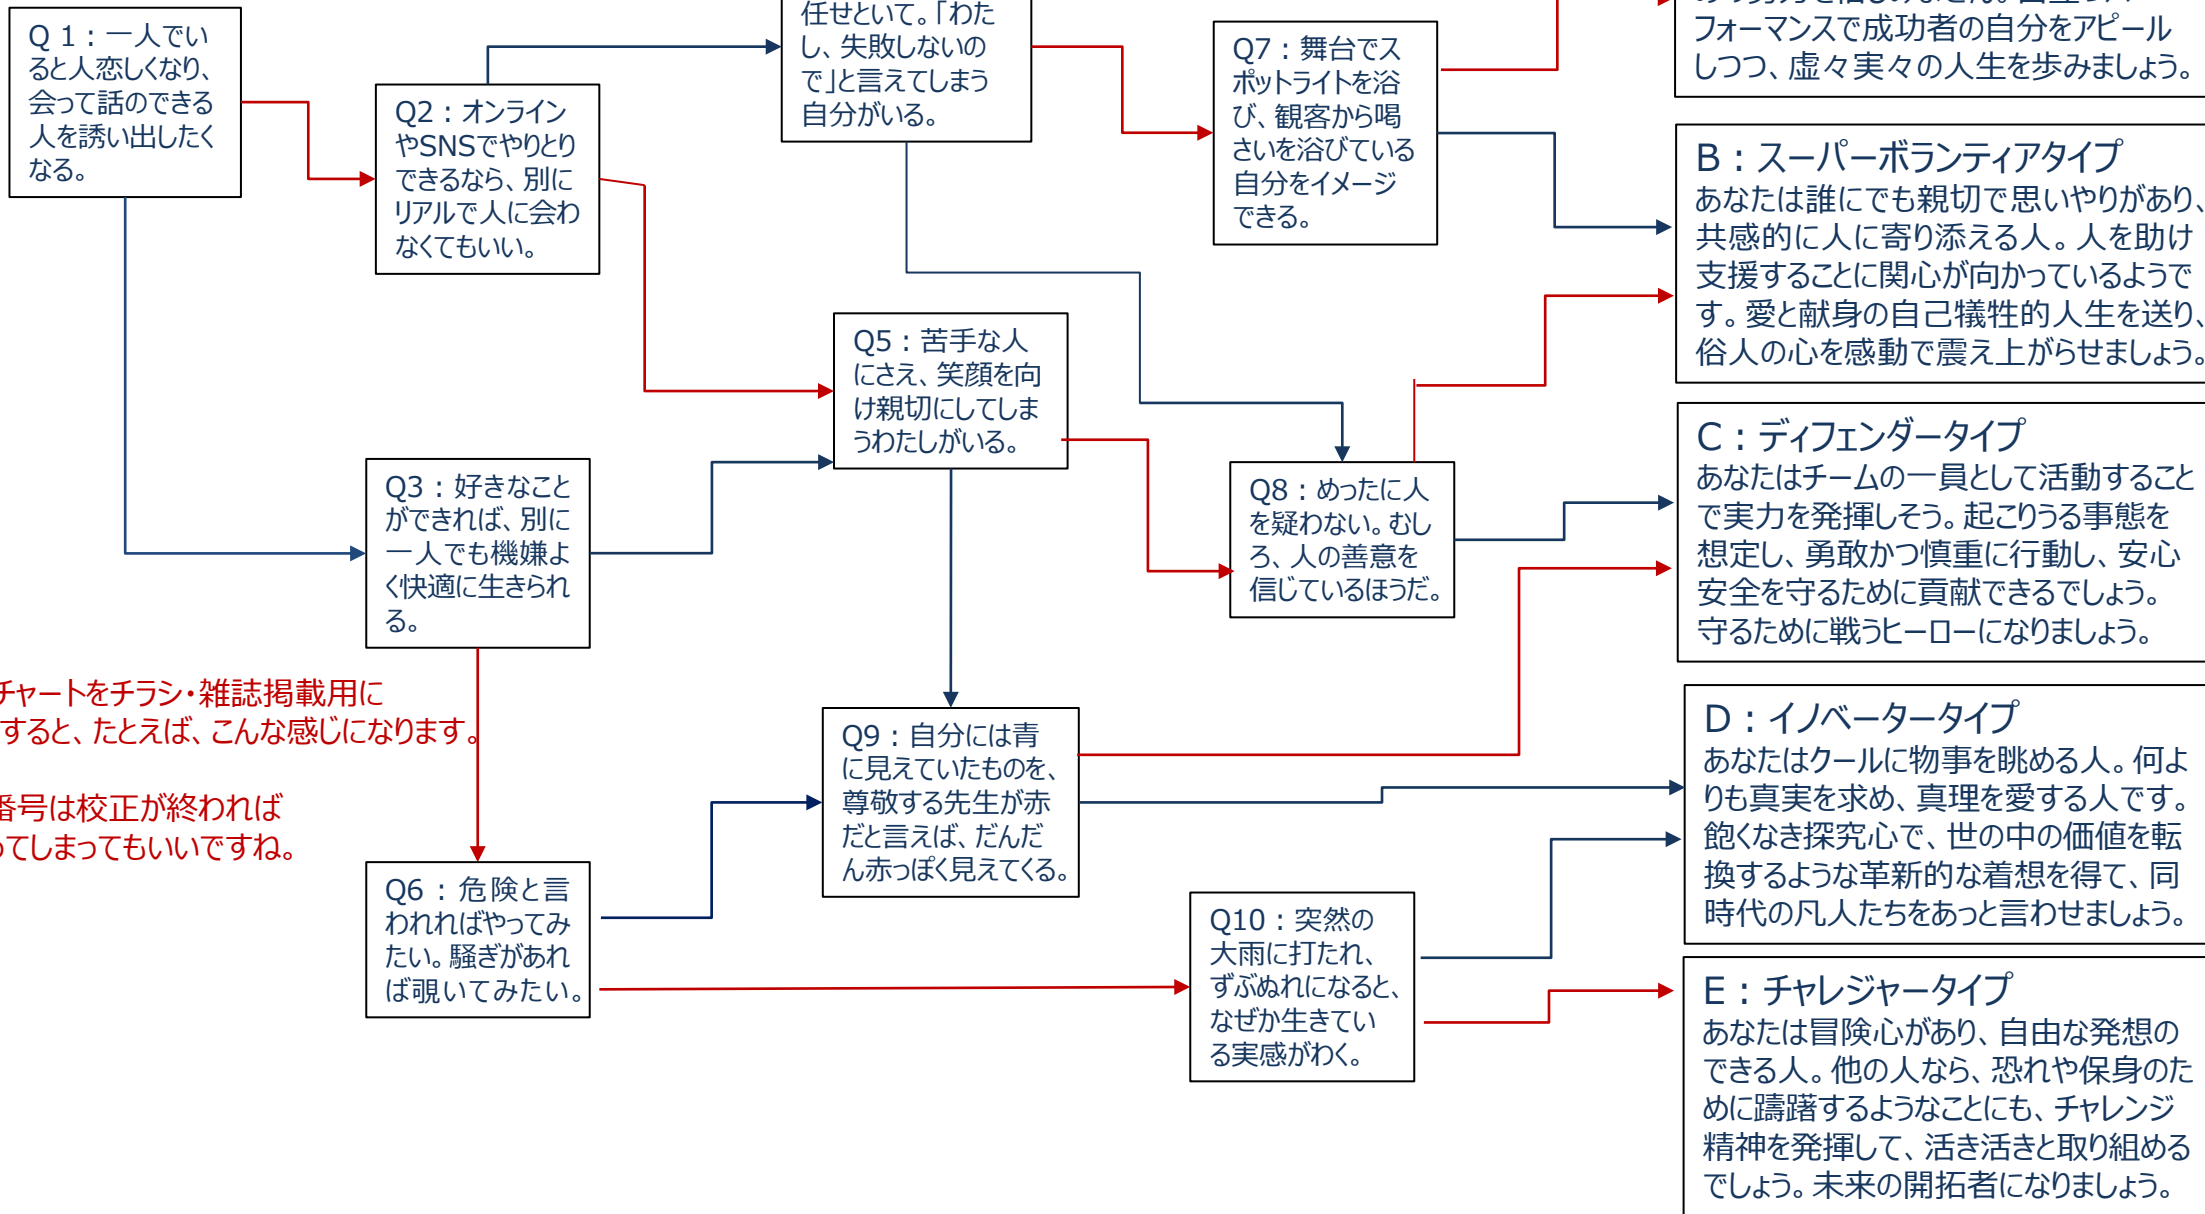 Q 1：一人でい
ると人恋しくなり、
会って話のできる
人を誘い出したく
なる。
Q2：オンライン
やSNSでやりとり
できるなら、別に
リアルで人に会わ
なくてもいい。
Q3：好きなこと
ができれば、別に
一人でも機嫌よ
く快適に生きられ
る。
任せといて。「わた
し、失敗しないの
で」と言えてしまう
自分がいる。
Q5：苦手な人
にさえ、笑顔を向
け親切にしてしま
うわたしがいる。
Q6：危険と言
われればやってみ
たい。騒ぎがあれ
ば覗いてみたい。
Q7：舞台でス
ポットライトを浴
び、観客から喝
さいを浴びている
自分をイメージ
できる。
Q8：めったに人
を疑わない。むし
ろ、人の善意を
信じているほうだ。
Q9：自分には青
に見えていたものを、
尊敬する先生が赤
だと言えば、だんだ
ん赤っぽく見えてくる。
Q10：突然の
大雨に打たれ、
ずぶぬれになると、
なぜか生きてい
る実感がわく。
フォーマンスで成功者の自分をアピール
しつつ、虚々実々の人生を歩みましょう。
B：スーパーボランティアタイプ
あなたは誰にでも親切で思いやりがあり、
共感的に人に寄り添える人。人を助け
支援することに関心が向かっているようで
す。愛と献身の自己犠牲的人生を送り、
俗人の心を感動で震え上がらせましょう。
C：ディフェンダータイプ
あなたはチームの一員として活動すること
で実力を発揮しそう。起こりうる事態を
想定し、勇敢かつ慎重に行動し、安心
安全を守るために貢献できるでしょう。
守るために戦うヒーローになりましょう。
D：イノベータータイプ
あなたはクールに物事を眺める人。何よ
りも真実を求め、真理を愛する人です。
飽くなき探究心で、世の中の価値を転
換するような革新的な着想を得て、同
時代の凡人たちをあっと言わせましょう。
E：チャレジャータイプ
あなたは冒険心があり、自由な発想の
できる人。他の人なら、恐れや保身のた
めに躊躇するようなことにも、チャレンジ
精神を発揮して、活き活きと取り組める
でしょう。未来の開拓者になりましょう。
チャートをチラシ・雑誌掲載用に
すると、たとえば、こんな感じになります。
番号は校正が終われば
てしまってもいいですね。